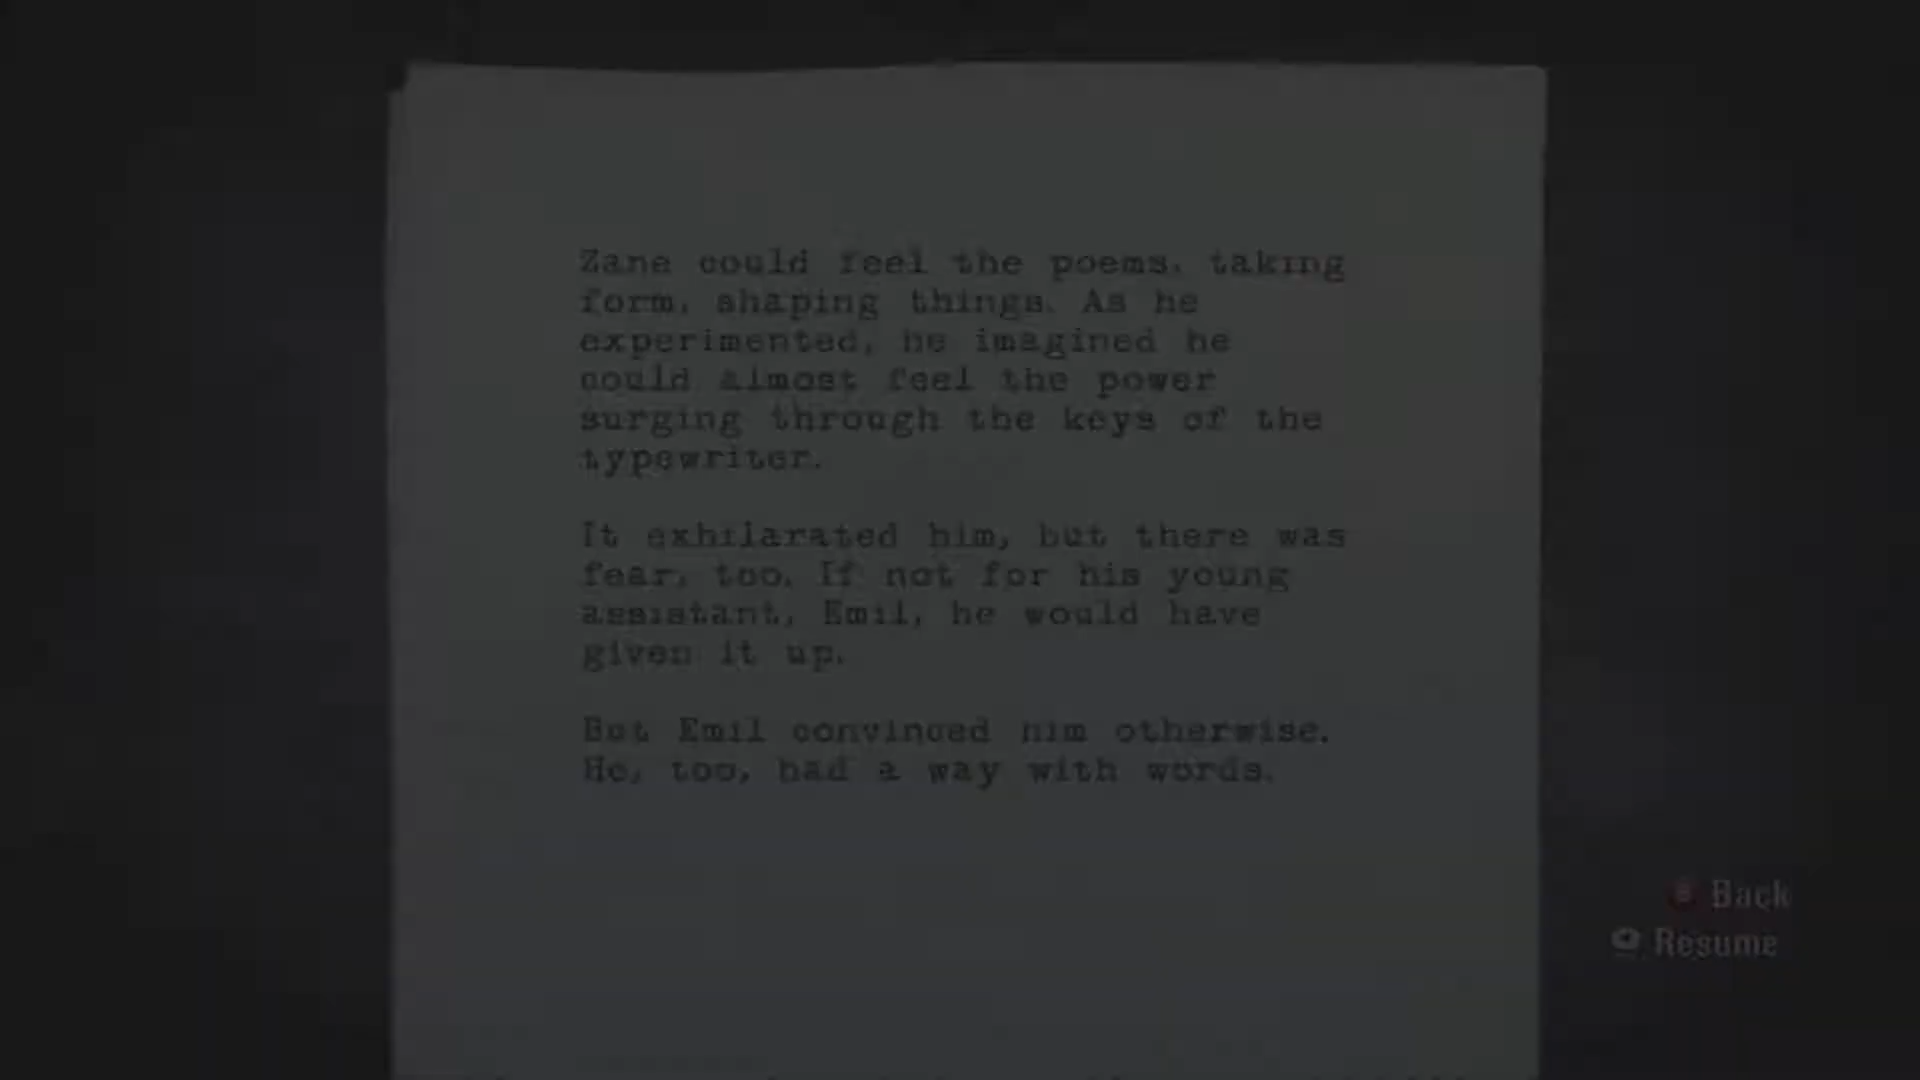 Zane could feel the poems, taking
form, shaping things. As he
experimented, he imagined he
could almost feel the power
surging through the keys of the
typewriter.
It exhilarated him, but there was
fear, too. If not for his young
assistant, Emil, he would have
given it up.
But Emil convinced him otherwise.
He, too, had a way with words.
B Back
Resume